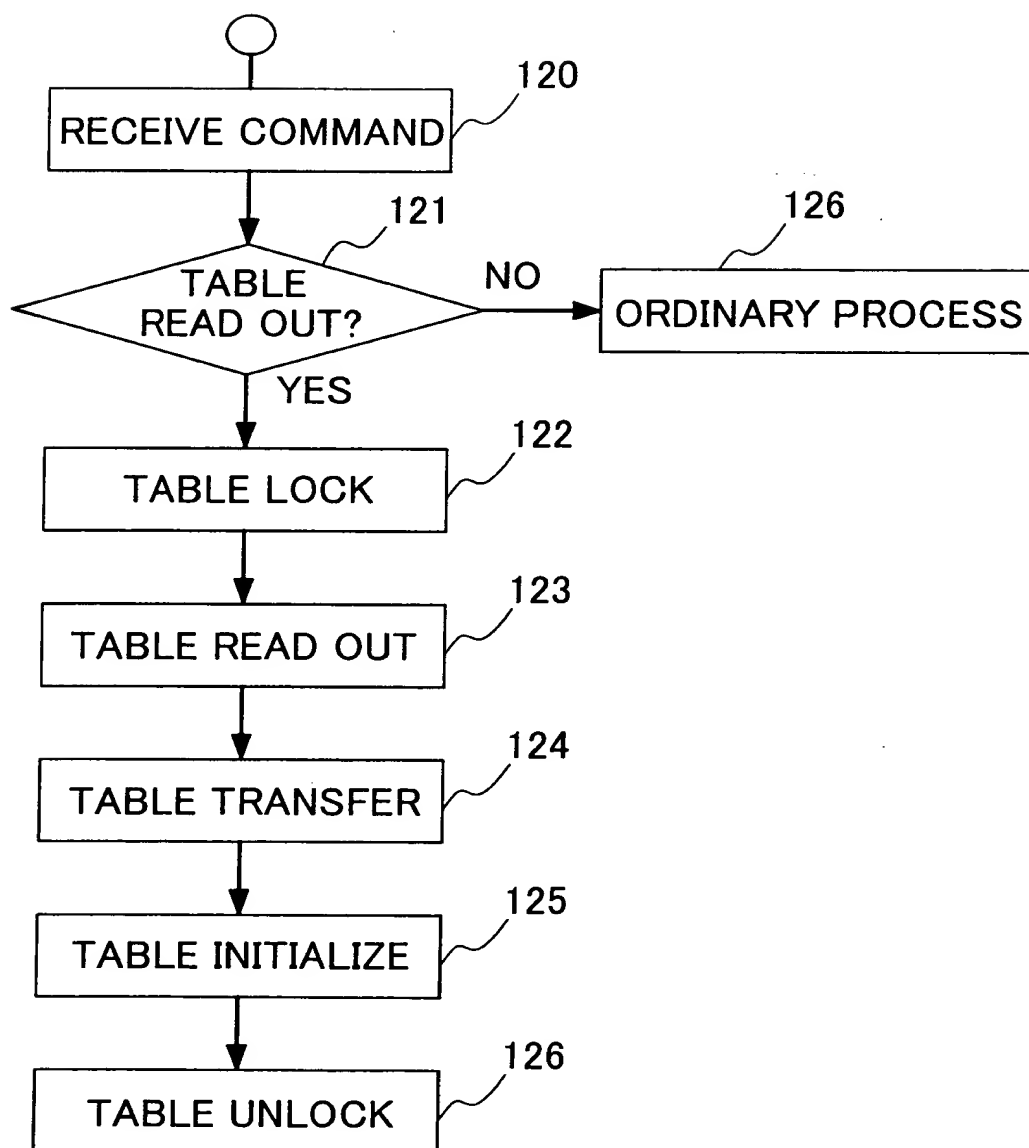 120
RECEIVE COMMAND
121
126
TABLE
READ OUT?
NO
ORDINARY PROCESS
YES
122
TABLE LOCK
123
TABLE READ OUT
124
TABLE TRANSFER
125
TABLE INITIALIZE
126
TABLE UNLOCK